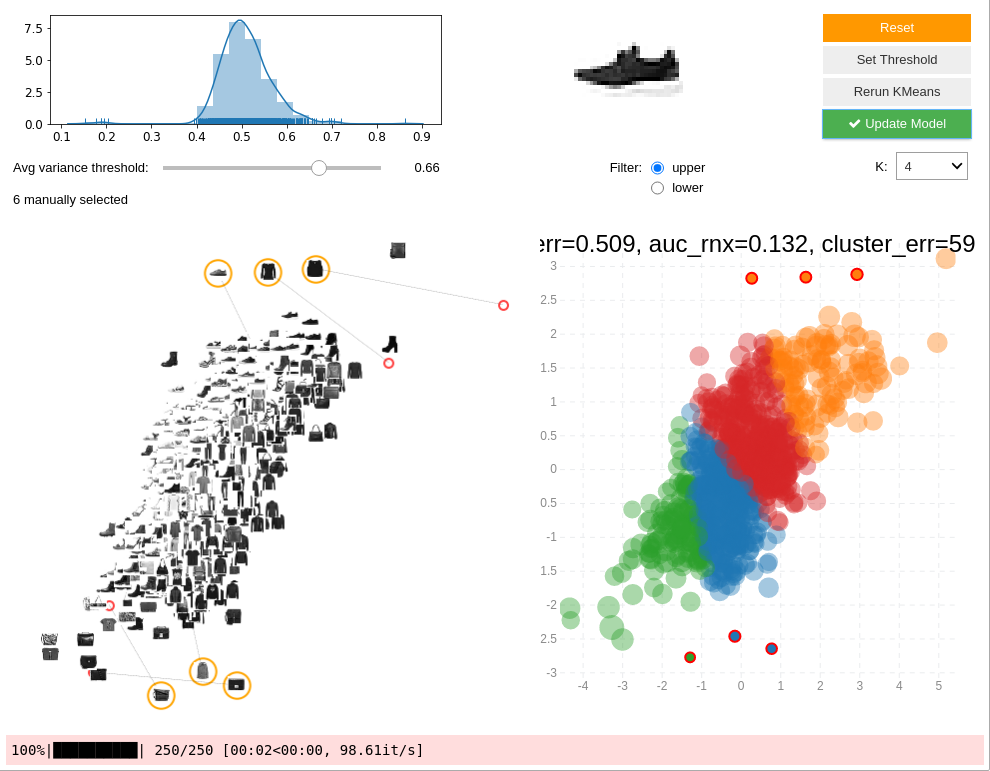 7.5
5.0
2.5
0.0
0.1 0.2 0.3 0.4 0.5 0.6 0.7 0.8 0.9
Reset
Set Threshold
Rerun KMeans
Update Model
Avg variance threshold: 0.66
Filter: upper
lower
K: 4
6 manually selected
err=0.509, auc_rnx=0.132, cluster_err=59
3
2.5
2
1.5
1
0.5
0
0.5
-1
1.5
-2
2.5
-3
-4 -3 -2 -1 0 1 2 3 4 5
100%|██████████| 250/250 [00:02<00:00, 98.61it/s]